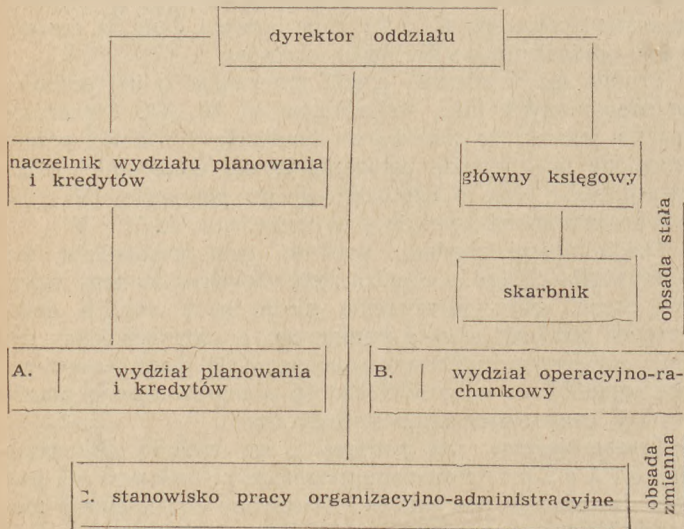 dyrektor oddziału
naczelnik wydziału planowania
i kredytów
główny księgowy
skarbnik
obsada stała
A. wydział planowania
i kredytów
B. wydział operacyjno-ra-
chunkowy
C. stanowisko pracy organizacyjno-administracyjne
obsada
zmienna